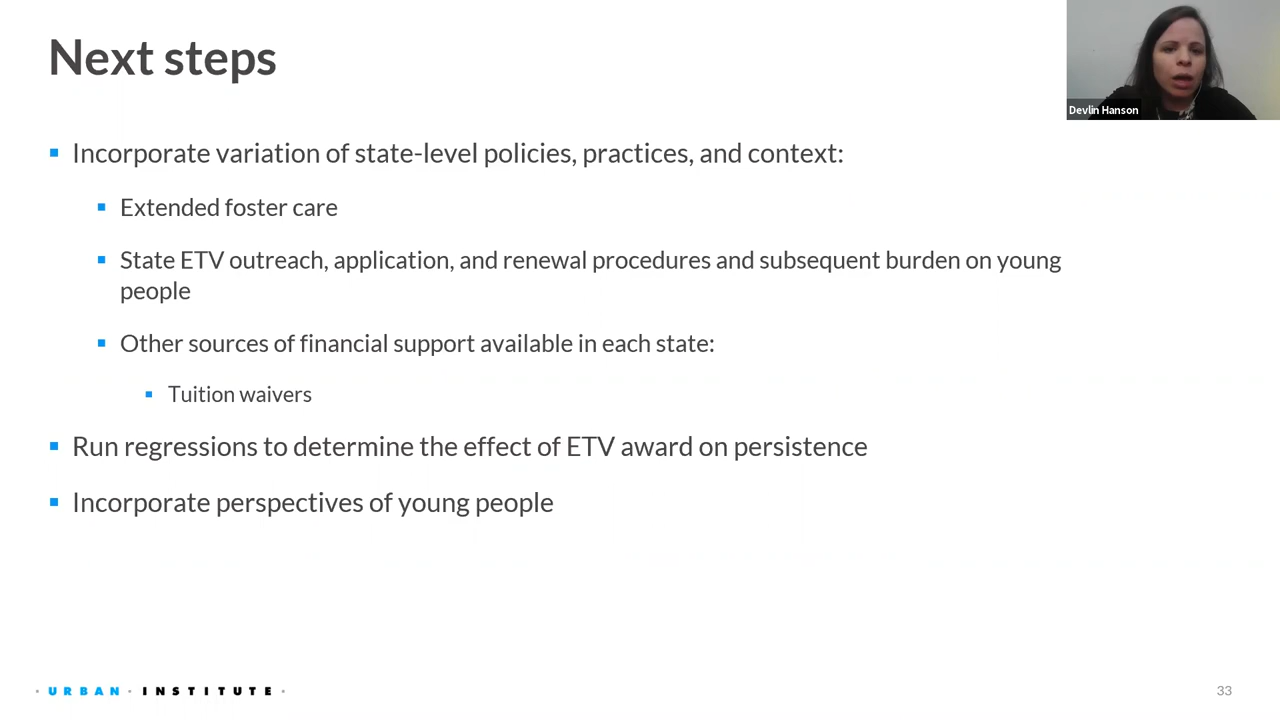 Next steps
Devlin Hanson
Incorporate variation of state-level policies, practices, and context:
Extended foster care
State ETV outreach, application, and renewal procedures and subsequent burden on young
people
Other sources of financial support available in each state:
Tuition waivers
Run regressions to determine the effect of ETV award on persistence
Incorporate perspectives of young people
· URBAN · INSTITUTE ·
33